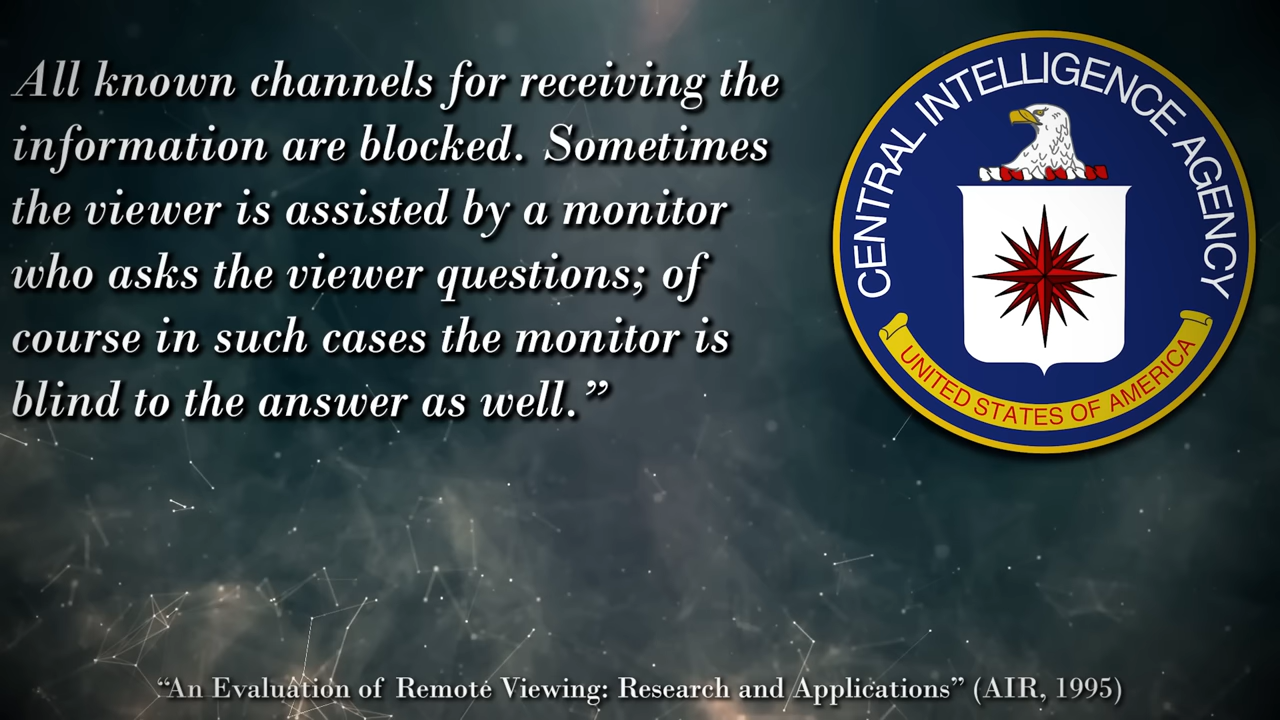 All known channels for receiving the
information are blocked. Sometimes
the viewer is assisted by a monitor
who asks the viewer questions; of
course in such cases the monitor is
blind to the answer as well.”
CENTRAL INTELLIGENCE AGENCY
UNITED STATES OF AMERICA
“An Evaluation of Remote Viewing: Research and Applications” (AIR, 1995)